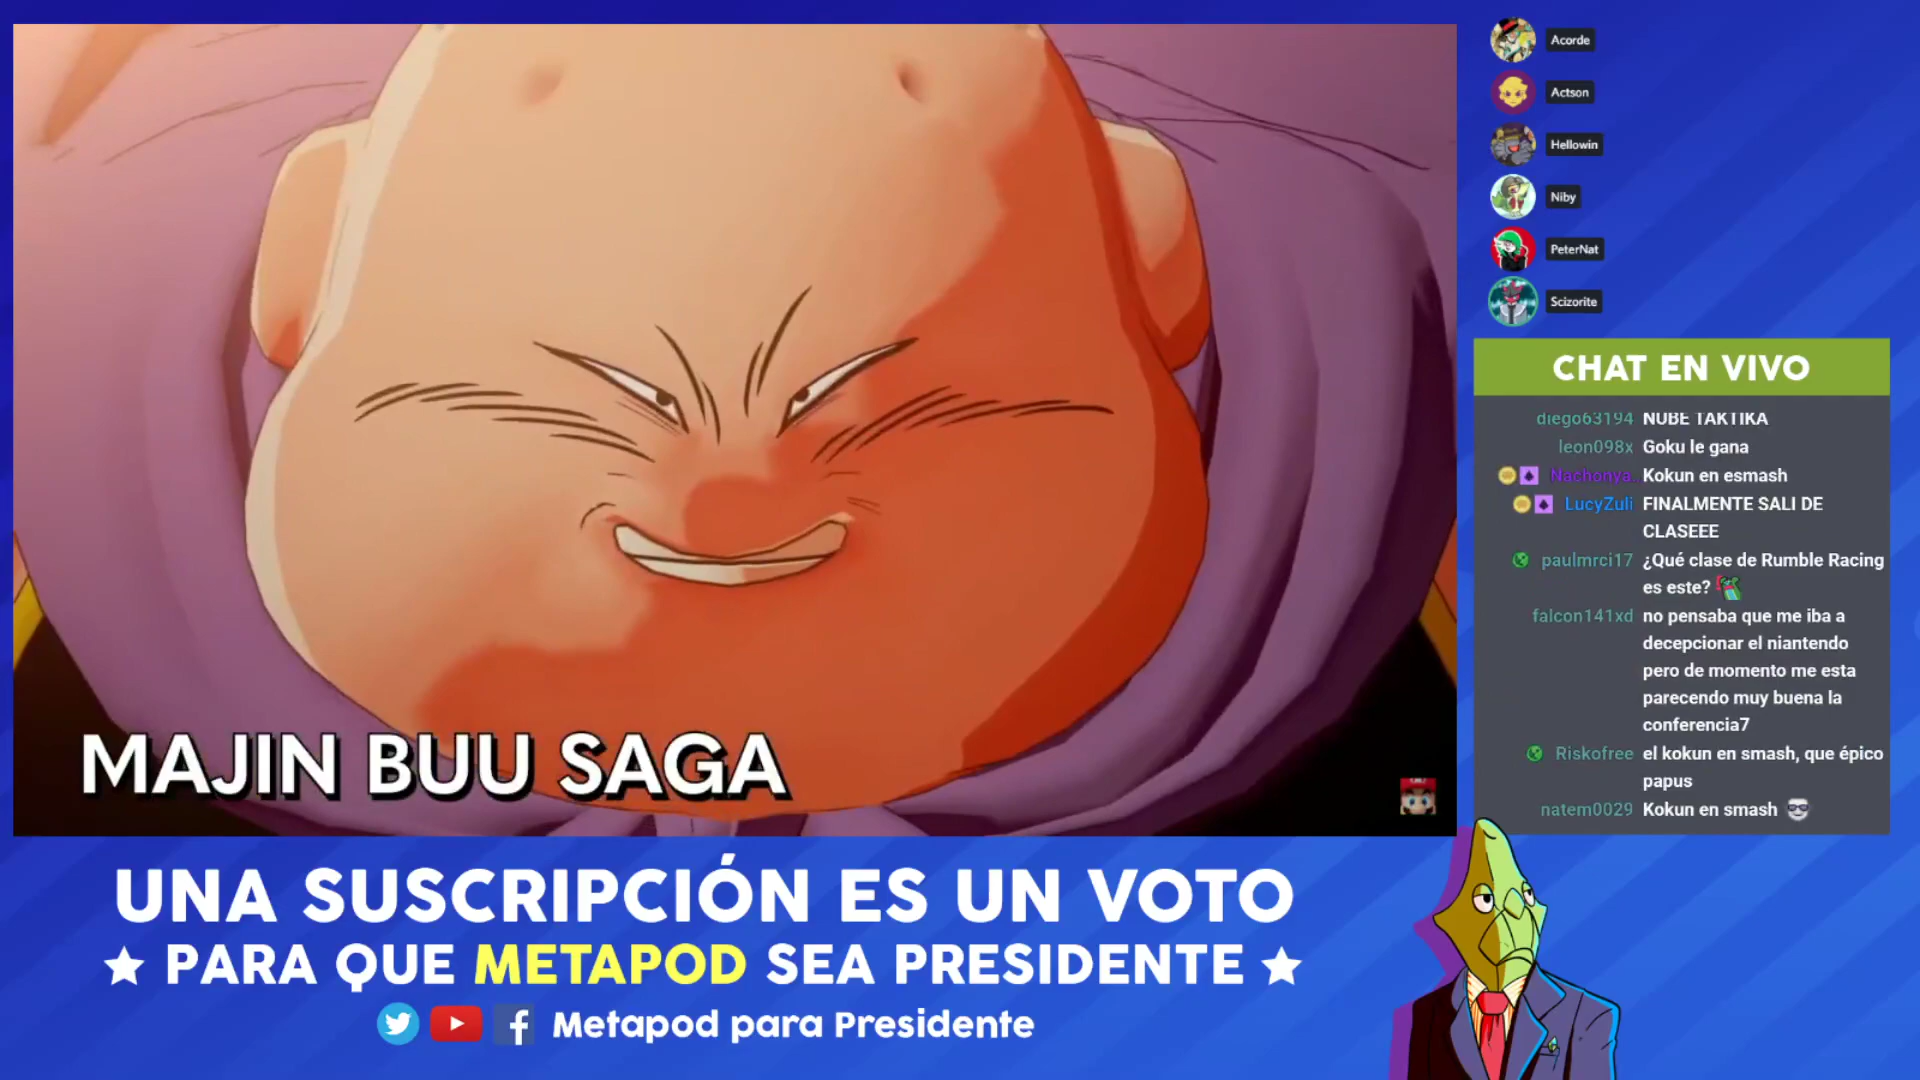 MAJIN BUU SAGA
Acorde
Actson
Hellowin
Niby
PeterNat
Scizorite
CHAT EN VIVO
diego63194 NUBE TAKTIKA
leon098x Goku le gana
Nachonya.. Kokun en esmash
LucyZuli FINALMENTE SALI DE
CLASEEE
paulmrci17 ¿Qué clase de Rumble Racing
es este?
falcon141xd no pensaba que me iba a
decepcionar el niantendo
pero de momento me esta
parecendo muy buena la
conferencia7
Riskofree el kokun en smash, que épico
papus
natem0029 Kokun en smash
UNA SUSCRIPCIÓN ES UN VOTO
PARA QUE METAPOD SEA PRESIDENTE
Metapod para Presidente